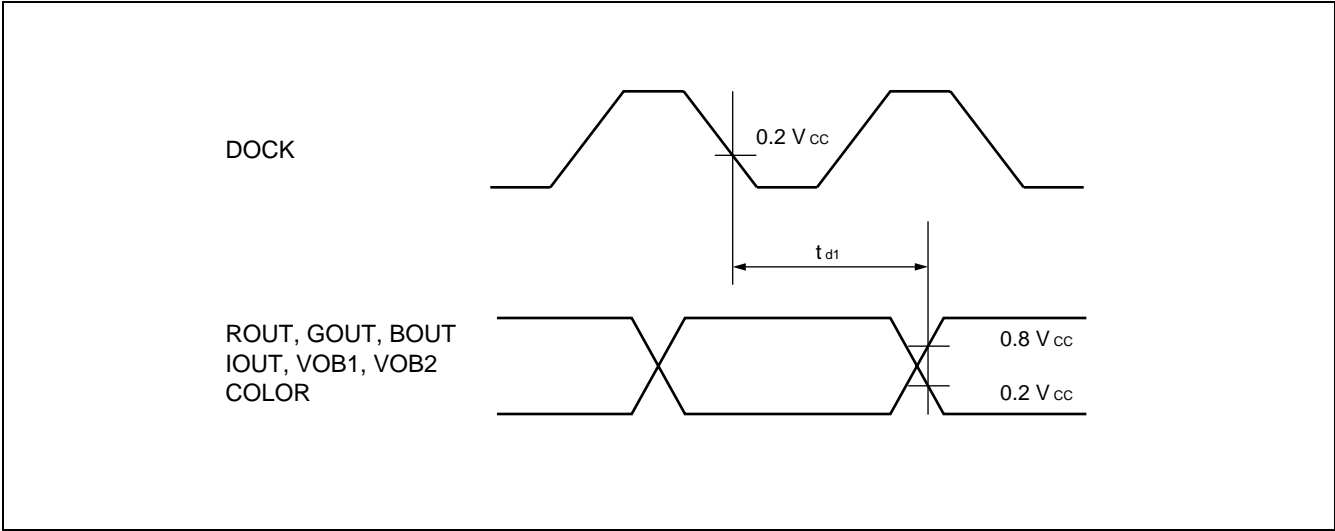 DOCK
0.2 Vcc
td1
ROUT, GOUT, BOUT
IOUT, VOB1, VOB2
COLOR
0.8 Vcc
0.2 Vcc